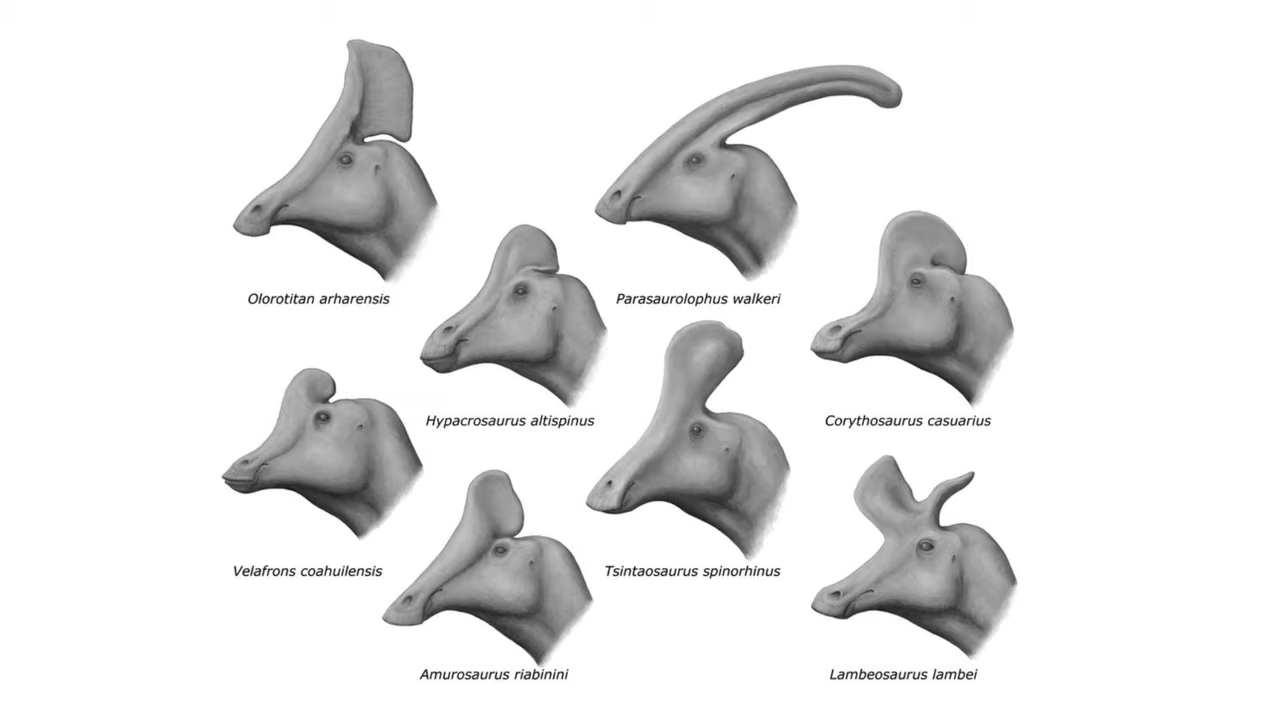 Olorotitan arharensis
Parasaurolophus walkeri
Hypacrosaurus altispinus
Corythosaurus casuarius
Velafrons coahuilensis
Tsintaosaurus spinorhinus
Amurosaurus riabinini
Lambeosaurus lambei